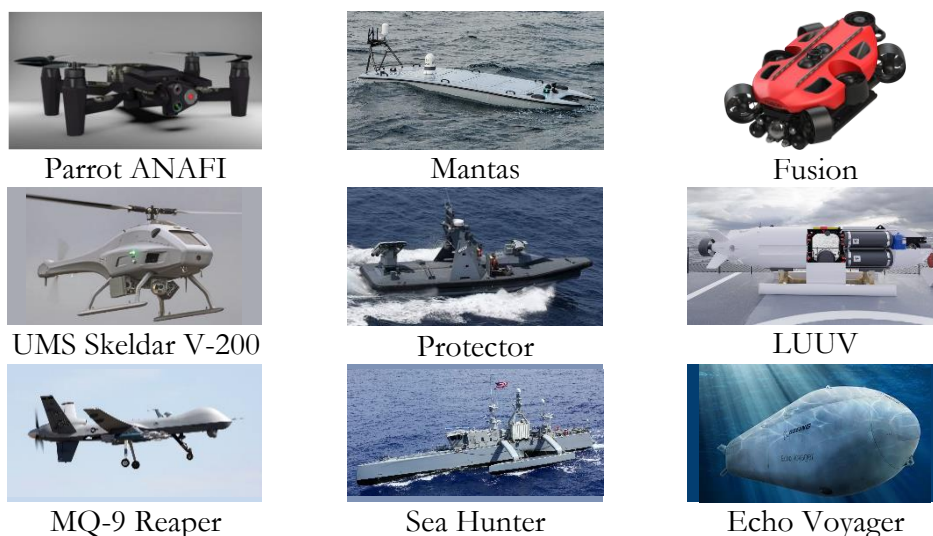 Parrot ANAFI
Mantas
Fusion
UMS Skeldar V-200
Protector
LUUV
MQ-9 Reaper
Sea Hunter
Echo Voyager